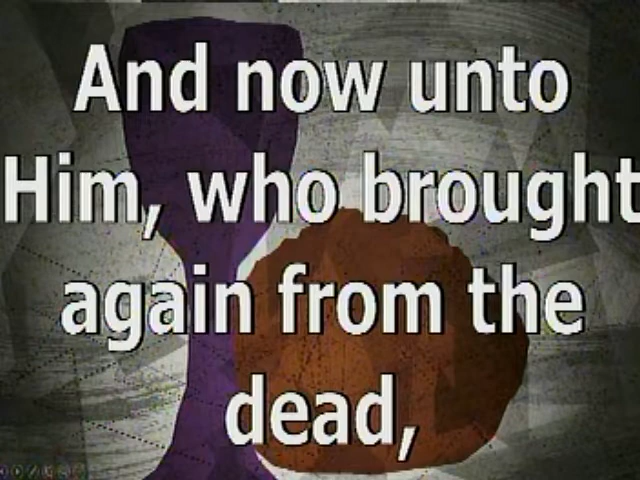 And now unto
Him, who brought
again from the
dead,